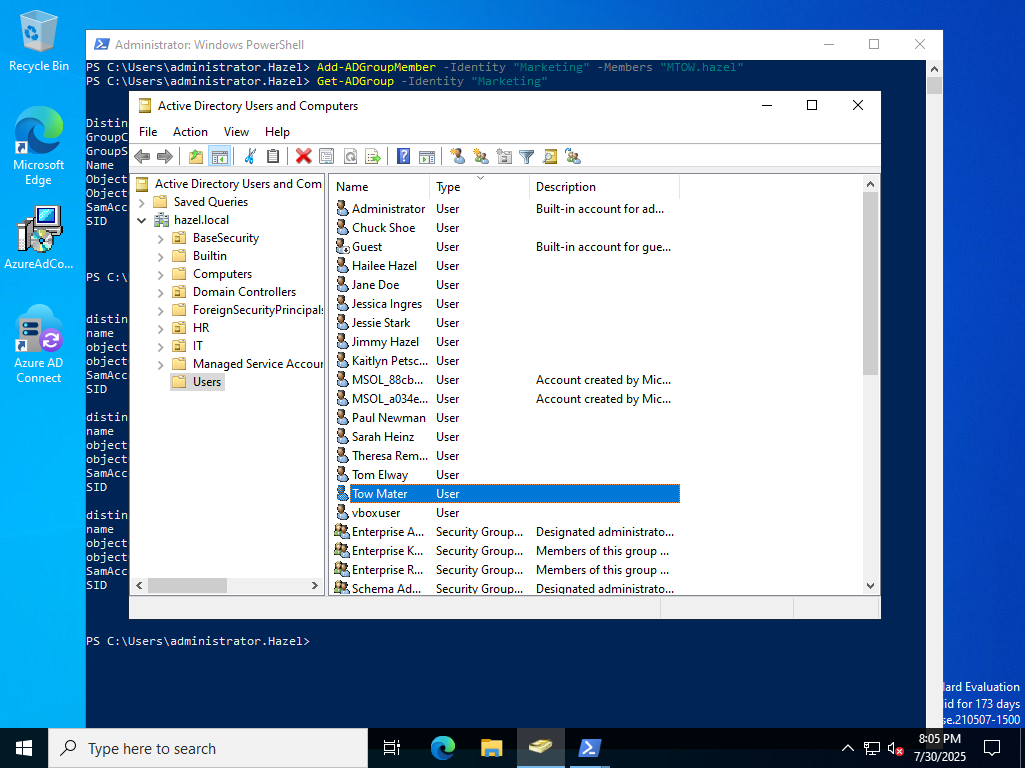 Recycle Bin
Microsoft
Edge
AzureAdCo...
Azure AD
Connect
Administrator: Windows PowerShell
PS C:\Users\administrator.Hazel> Add-ADGroupMember -Identity "Marketing" -Members "MTOW.hazel"
PS C:\Users\administrator.Hazel> Get-ADGroup -Identity "Marketing"
Distin
GroupC
GroupS
Name
Object
Object
SamAcc
SID
PS C:\
distin
name
object
object
SamAcc
SID
distin
name
object
object
SamAcc
SID
distin
name
object
object
SamAcc
SID
PS C:\Users\administrator.Hazel>
Active Directory Users and Computers
File Action View Help
Active Directory Users and Com
Saved Queries
hazel.local
BaseSecurity
Builtin
Computers
Domain Controllers
ForeignSecurityPrincipals
HR
IT
Managed Service Accour
Users
Name Type Description
Administrator User Built-in account for ad...
Chuck Shoe User
Guest User Built-in account for gue...
Hailee Hazel User
Jane Doe User
Jessica Ingres User
Jessie Stark User
Jimmy Hazel User
Kaitlyn Petsc... User
MSOL_88cb... User Account created by Mic...
MSOL_a034e... User Account created by Mic...
Paul Newman User
Sarah Heinz User
Theresa Rem... User
Tom Elway User
Tow Mater User
vboxuser User
Enterprise A... Security Group... Designated administrato...
Enterprise K... Security Group... Members of this group ...
Enterprise R... Security Group... Members of this group ...
Schema Ad... Security Group... Designated administrato...
dard Evaluation
id for 173 days
se.210507-1500
Type here to search
8:05 PM
7/30/2025